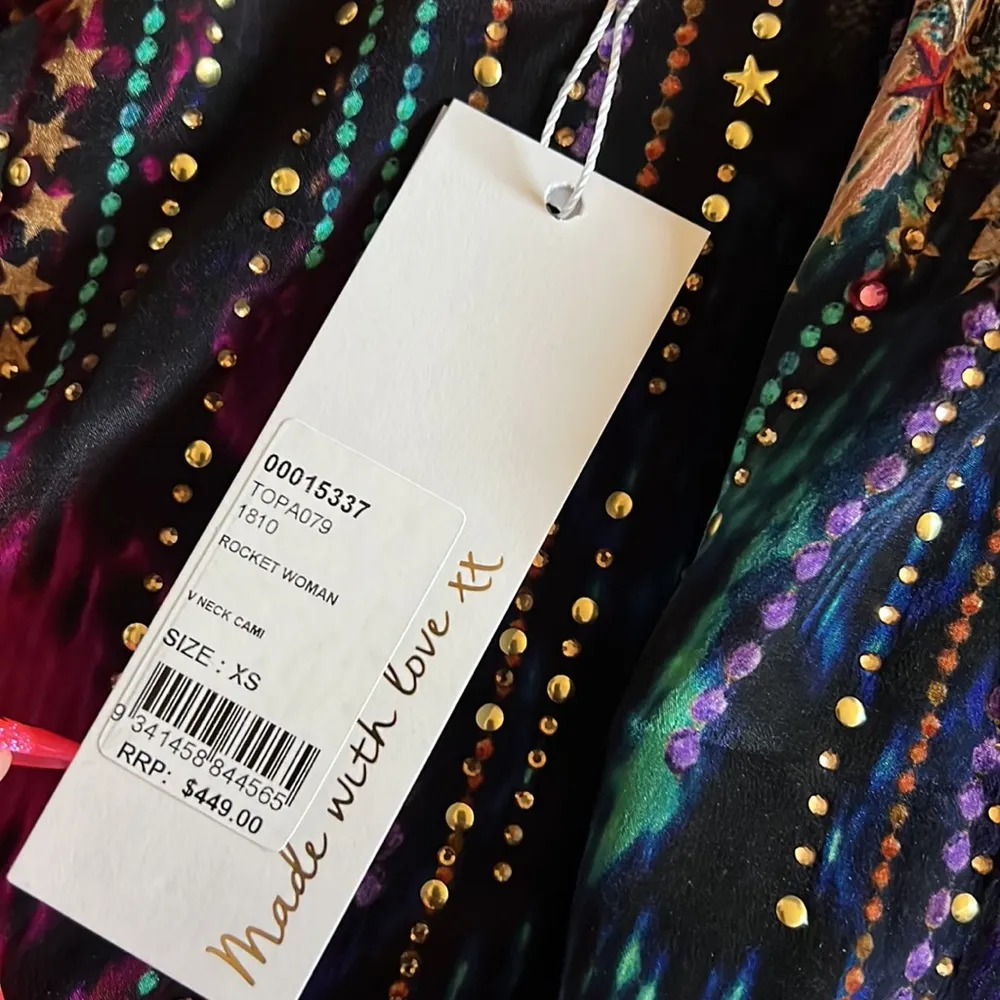 00015337
TOPA079
1810
ROCKET WOMAN
V NECK CAMI
SIZE : XS
9 341458 844565
RRP: $449.00
Made with love xx